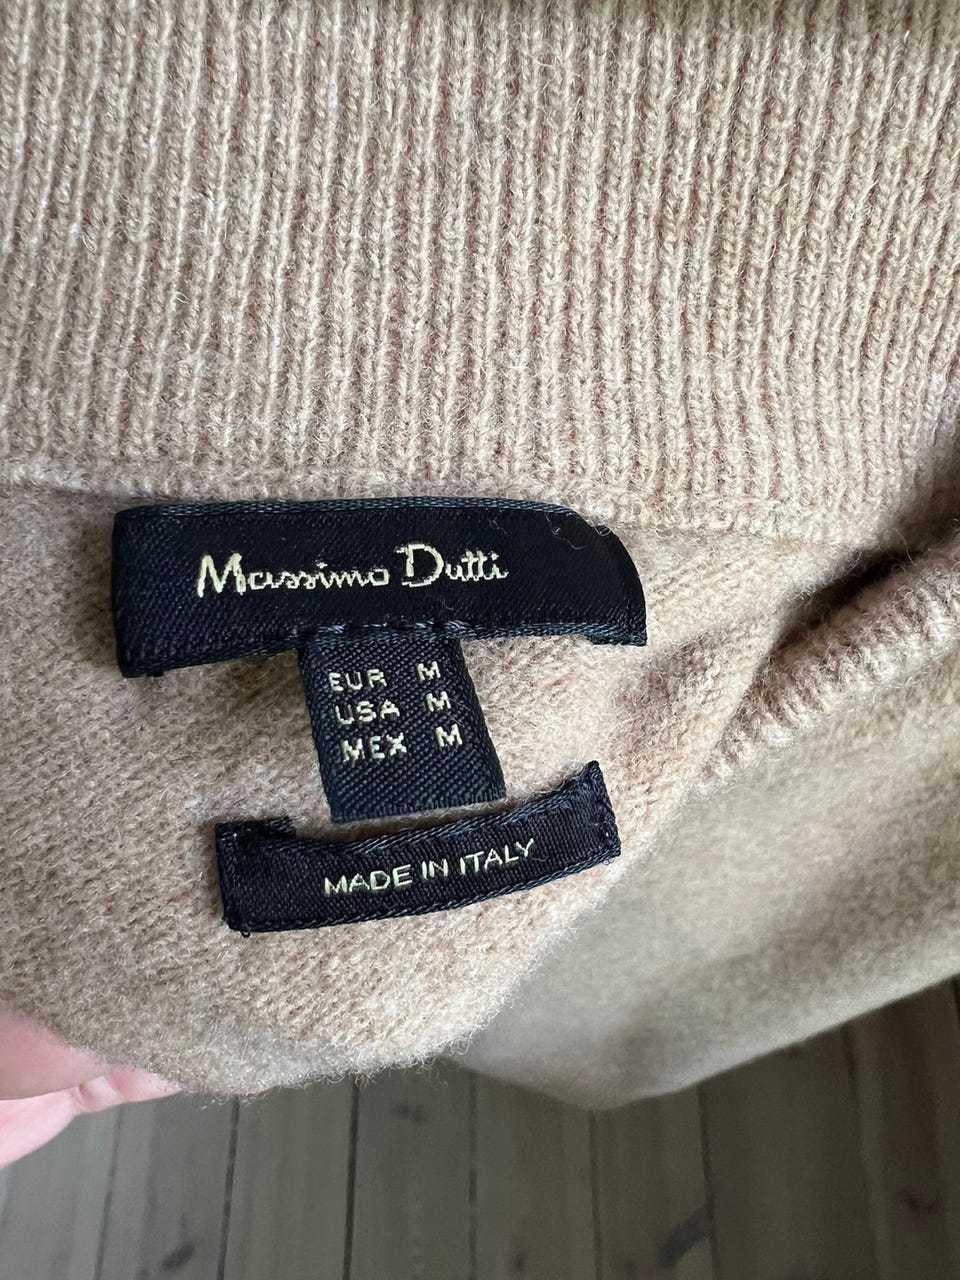 Massimo Dutti
EUR M
USA M
MEX M
MADE IN ITALY